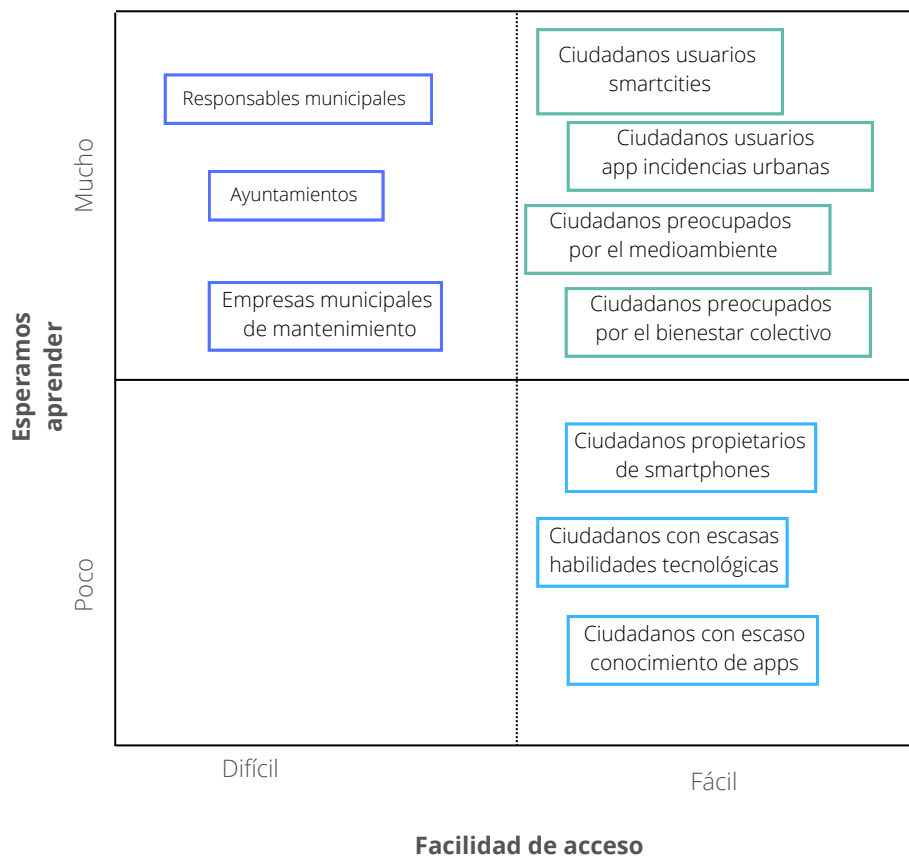 Esperamos
aprender
Mucho
Poco
Responsables municipales
Ayuntamientos
Empresas municipales
de mantenimiento
Ciudadanos usuarios
smartcities
Ciudadanos usuarios
app incidencias urbanas
Ciudadanos preocupados
por el medioambiente
Ciudadanos preocupados
por el bienestar colectivo
Ciudadanos propietarios
de smartphones
Ciudadanos con escasas
habilidades tecnológicas
Ciudadanos con escaso
conocimiento de apps
Difícil
Fácil
Facilidad de acceso